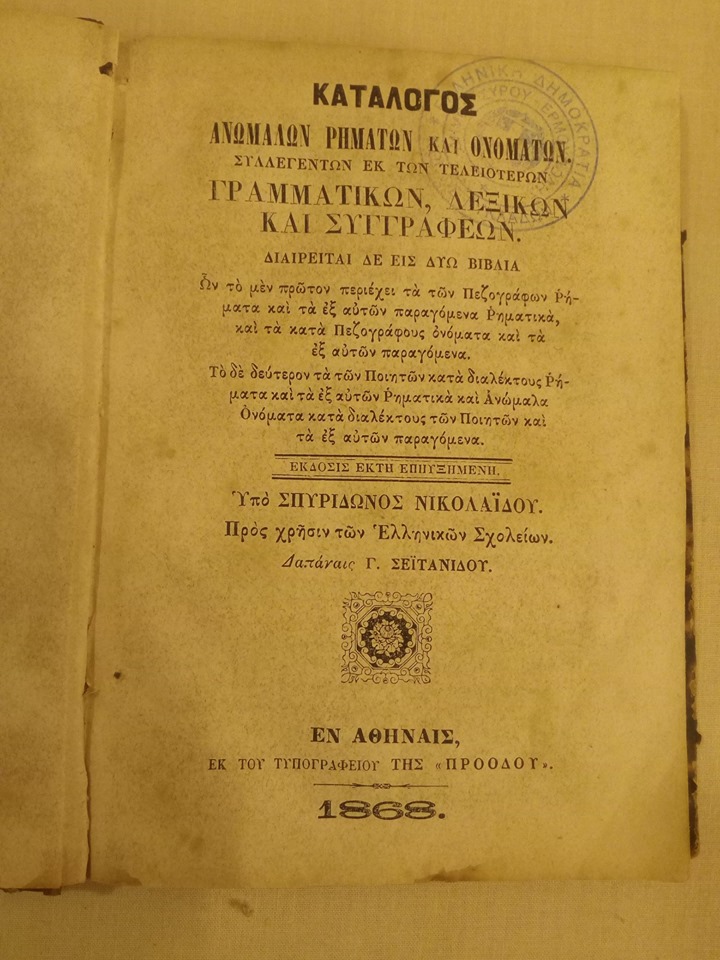 ΚΑΤΑΛΟΓΟΣ
ΑΝΩΜΑΛΩΝ ΡΗΜΑΤΩΝ ΚΑΙ ΟΝΟΜΑΤΩΝ.
ΣΥΛΛΕΓΕΝΤΩΝ ΕΚ ΤΩΝ ΤΕΛΕΙΟΤΕΡΩΝ
ΓΡΑΜΜΑΤΙΚΩΝ, ΛΕΞΙΚΩΝ
ΚΑΙ ΣΥΓΓΡΑΦΕΩΝ.
ΔΙΑΙΡΕΙΤΑΙ ΔΕ ΕΙΣ ΔΥΩ ΒΙΒΛΙΑ
Ὧν τὸ μὲν πρῶτον περιέχει τὰ τῶν Πεζογράφων Ῥή-
ματα καὶ τὰ ἐξ αὐτῶν παραγόμενα Ῥηματικὰ,
καὶ τὰ κατὰ Πεζογράφους ὀνόματα καὶ τὰ
ἐξ αὐτῶν παραγόμενα.
Τὸ δὲ δεύτερον τὰ τῶν Ποιητῶν κατὰ διαλέκτους Ῥή-
ματα καὶ τὰ ἐξ αὐτῶν Ῥηματικὰ καὶ Ἀνώμαλα
Ὀνόματα κατὰ διαλέκτους τῶν Ποιητῶν καὶ
τὰ ἐξ αὐτῶν παραγόμενα.
ΕΚΔΟΣΙΣ ΕΚΤΗ ΕΠΗΥΞΗΜΕΝΗ.
Ὑπὸ ΣΠΥΡΙΔΩΝΟΣ ΝΙΚΟΛΑΪΔΟΥ.
Πρὸς χρῆσιν τῶν Ἑλληνικῶν Σχολείων.
Δαπάναις Γ. ΣΕΪΤΑΝΙΔΟΥ.
ΕΝ ΑΘΗΝΑΙΣ,
ΕΚ ΤΟΥ ΤΥΠΟΓΡΑΦΕΙΟΥ ΤΗΣ «ΠΡΟΟΔΟΥ».
1868.
ΕΛΛΗΝΙΚΗ ΔΗΜΟΚΡΑΤΙΑ